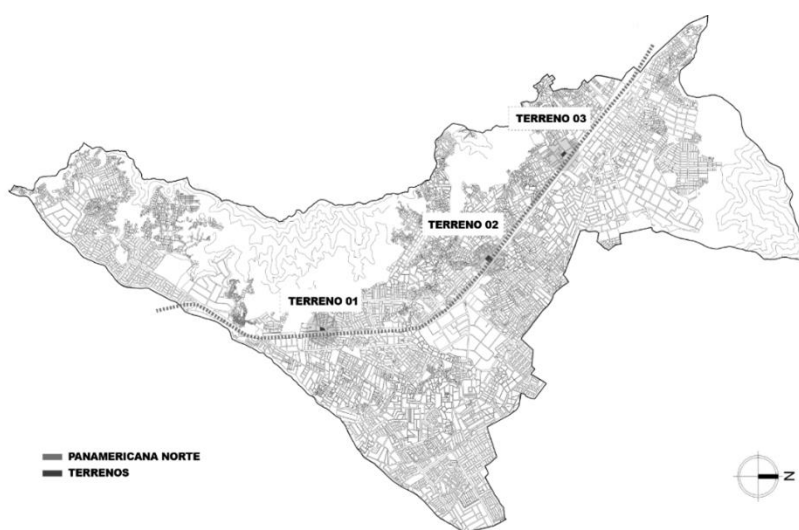 TERRENO 03
TERRENO 02
TERRENO 01
PANAMERICANA NORTE
TERRENOS
N